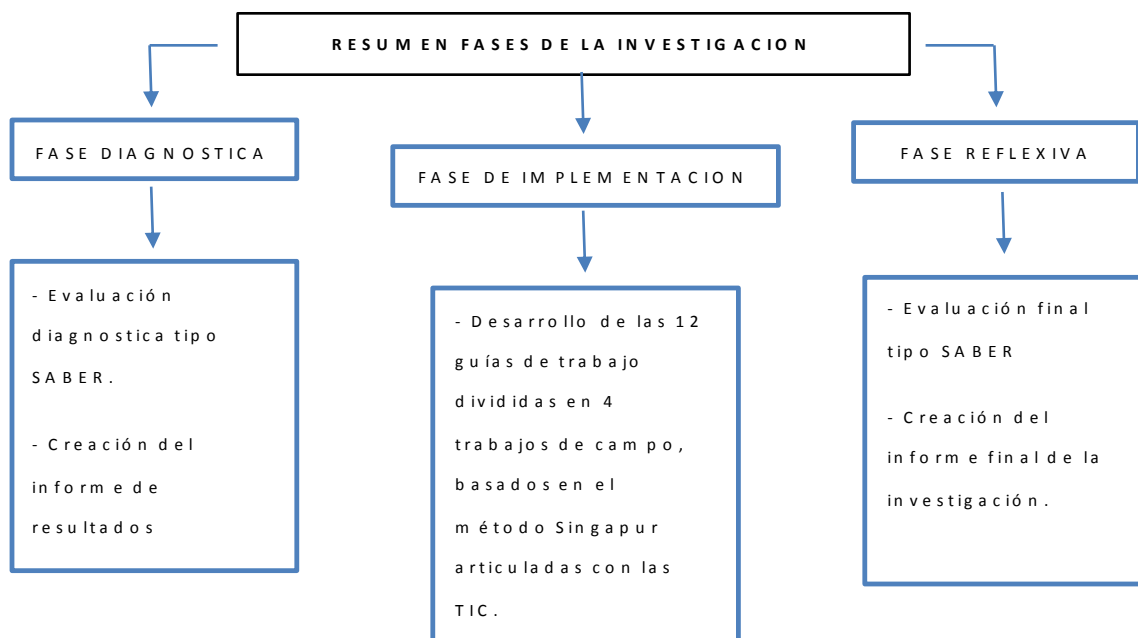 RESUMEN FASES DE LA INVESTIGACION
FASE DIAGNOSTICA
- Evaluación
diagnostica tipo
SABER.
- Creación del
informe de
resultados
FASE DE IMPLEMENTACION
- Desarrollo de las 12
guías de trabajo
divididas en 4
trabajos de campo,
basados en el
método Singapur
articuladas con las
TIC.
FASE REFLEXIVA
- Evaluación final
tipo SABER
- Creación del
informe final de la
investigación.